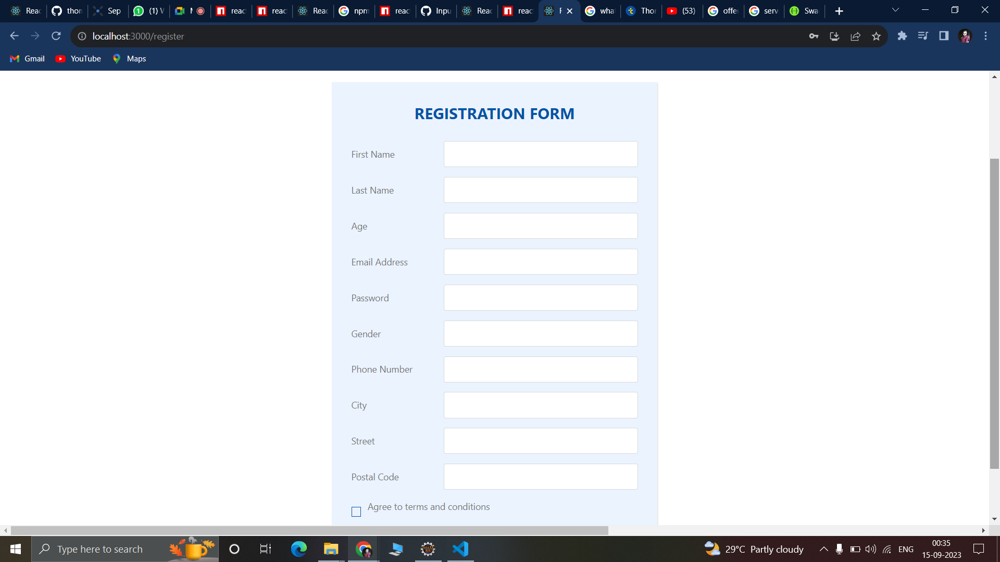 Reac
thon
Sep
(1) W
M
reac
reac
Reac
npm
reac
Inpu
Reac
reac
F
what
Thor
(53)
offer
serv
Swa
localhost:3000/register
Gmail
YouTube
Maps
REGISTRATION FORM
First Name
Last Name
Age
Email Address
Password
Gender
Phone Number
City
Street
Postal Code
Agree to terms and conditions
Type here to search
29°C Partly cloudy
ENG
00:35
15-09-2023